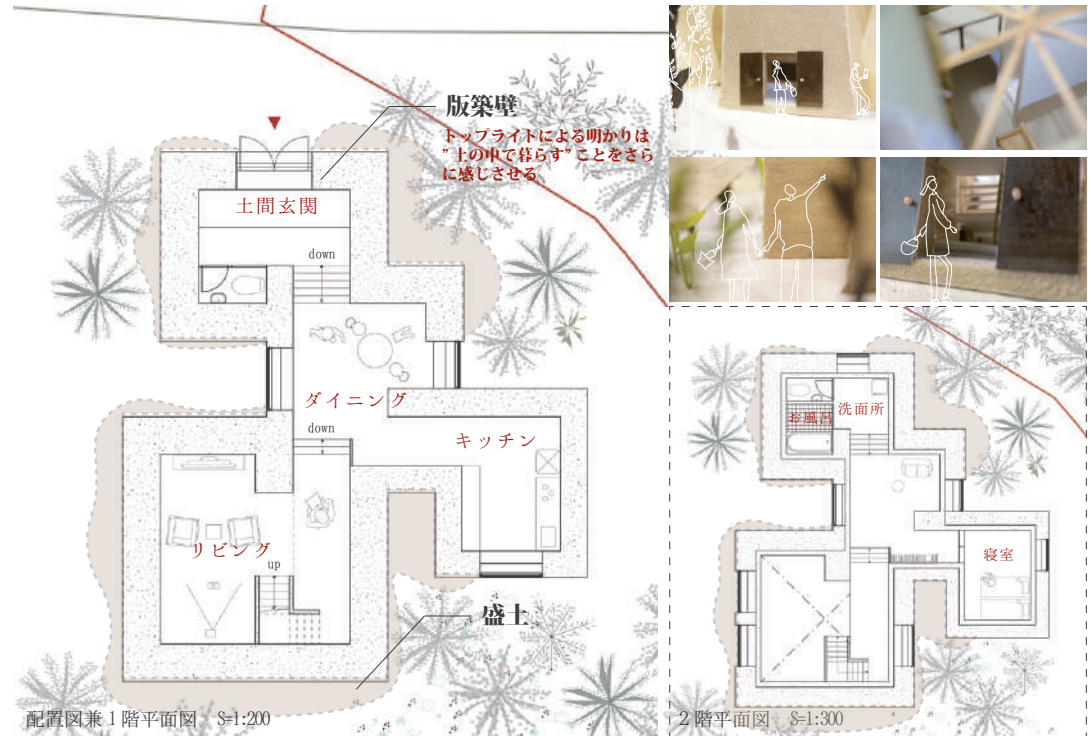 版築壁
トップライトによる明かりは
”土の中で暮らす”ことをさら
に感じさせる
土間玄関
down
ダイニング
down
キッチン
リビング
up
盛土
配置図兼1階平面図 S=1:200
お風呂
洗面所
寝室
2階平面図 S=1:300